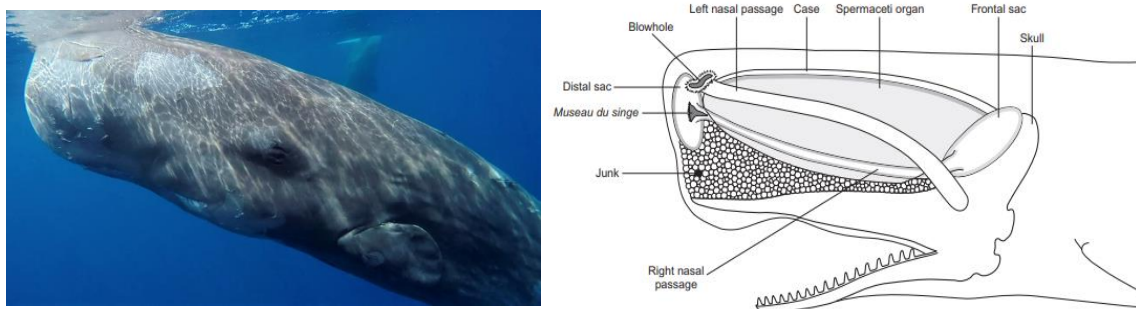 Left nasal passage
Case
Spermaceti organ
Frontal sac
Blowhole
Skull
Distal sac
Museau du singe
Junk
Right nasal
passage